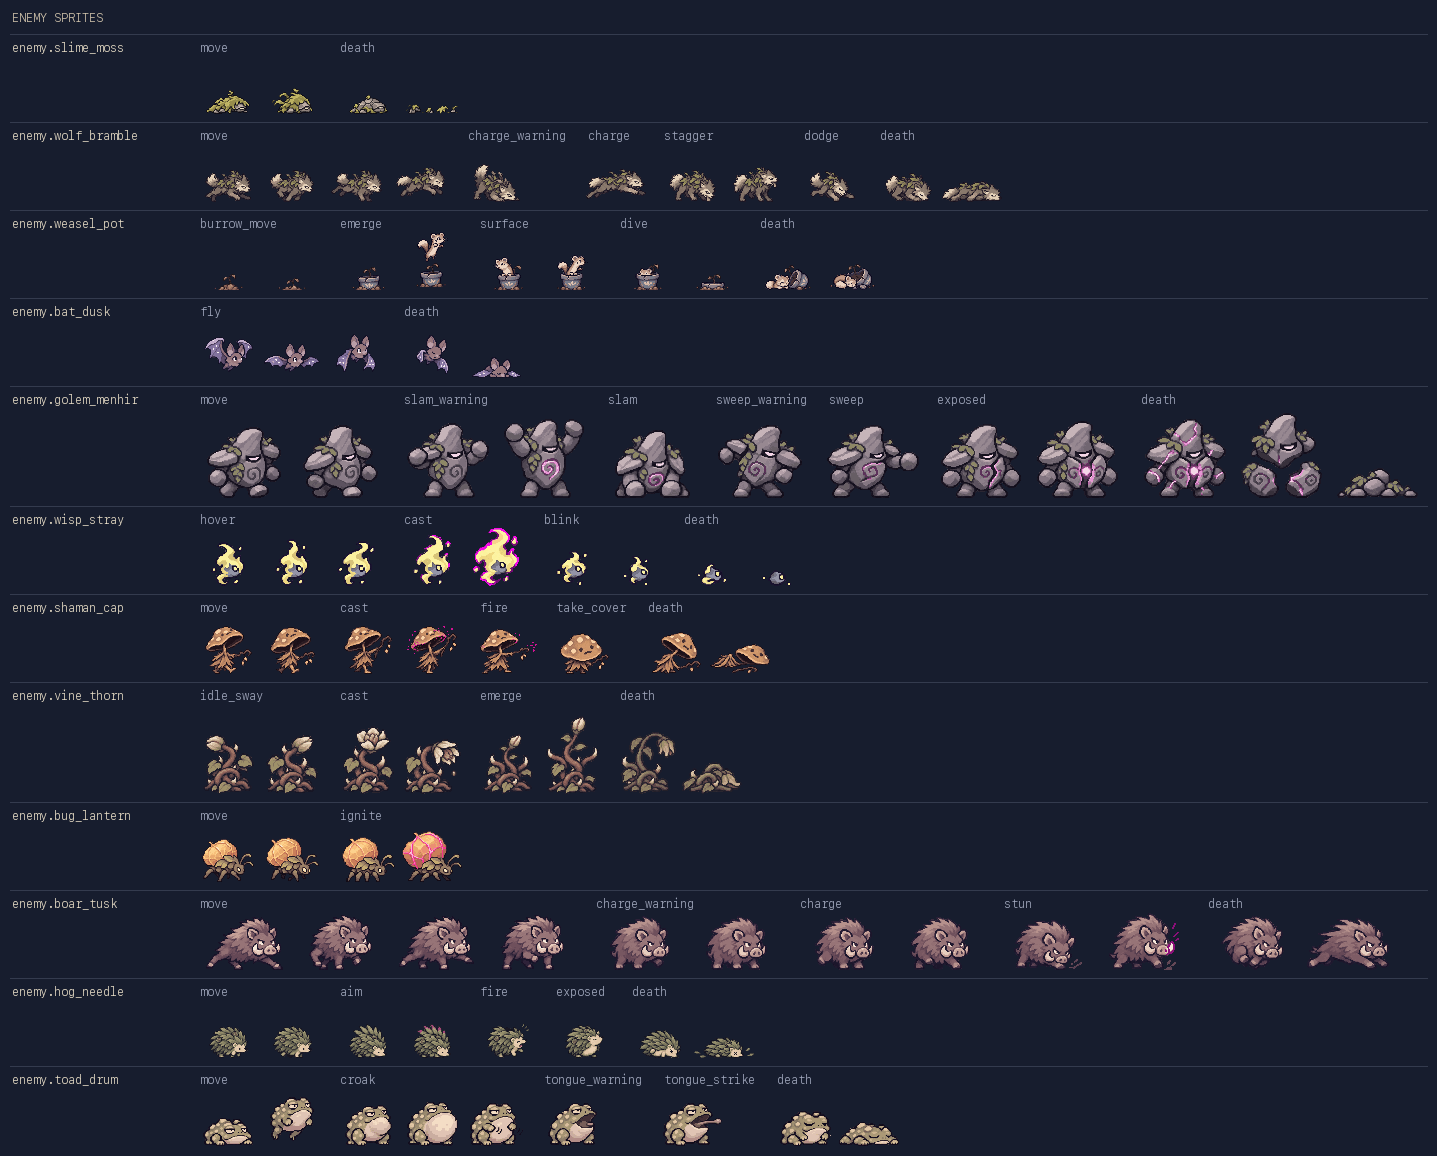 ENEMY SPRITES
enemy.slime_moss move death
enemy.wolf_bramble move charge_warning charge stagger dodge death
enemy.weasel_pot burrow_move emerge surface dive death
enemy.bat_dusk fly death
enemy.golem_menhir move slam_warning slam sweep_warning sweep exposed death
enemy.wisp_stray hover cast blink death
enemy.shaman_cap move cast fire take_cover death
enemy.vine_thorn idle_sway cast emerge death
enemy.bug_lantern move ignite
enemy.boar_tusk move charge_warning charge stun death
enemy.hog_needle move aim fire exposed death
enemy.toad_drum move croak tongue_warning tongue_strike death